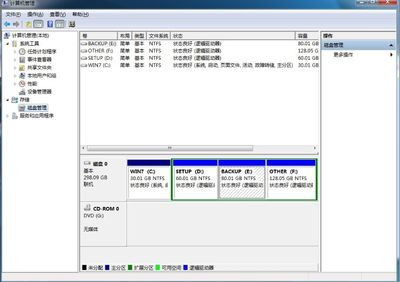 计算机管理
文件(F) 操作(A) 查看(V) 帮助(H)
计算机管理(本地)
系统工具
任务计划程序
事件查看器
共享文件夹
本地用户和组
性能
设备管理器
存储
磁盘管理
服务和应用程序
卷 布局 类型 文件系统 状态 容量
BACKUP (E:) 简单 基本 NTFS 状态良好 (逻辑驱动器) 80.01 GB
OTHER (F:) 简单 基本 NTFS 状态良好 (逻辑驱动器) 128.05 G
SETUP (D:) 简单 基本 NTFS 状态良好 (逻辑驱动器) 60.01 GB
WIN7 (C:) 简单 基本 NTFS 状态良好 (系统, 启动, 页面文件, 活动, 故障转储, 主分区) 30.01 GB
操作
磁盘管理
更多操作
磁盘 0
基本
298.09 GB
联机
WIN7 (C:)
30.01 GB NTFS
状态良好 (系统, 启
SETUP (D:)
60.01 GB NTFS
状态良好 (逻辑驱
BACKUP (E:)
80.01 GB NTFS
状态良好 (逻辑驱动
OTHER (F:)
128.05 GB NTFS
状态良好 (逻辑驱动器
CD-ROM 0
DVD (G:)
无媒体
未分配 主分区 扩展分区 可用空间 逻辑驱动器